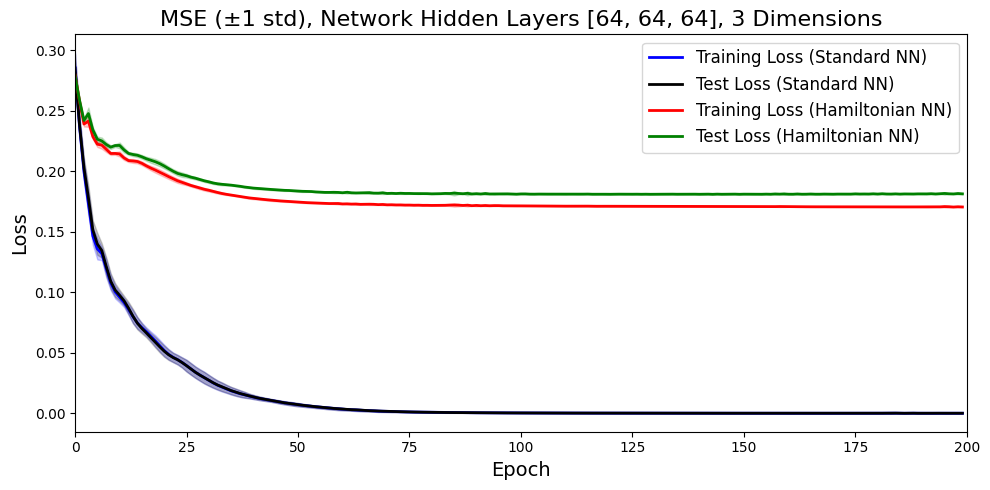 MSE (±1 std), Network Hidden Layers [64, 64, 64], 3 Dimensions
Training Loss (Standard NN)
Test Loss (Standard NN)
Training Loss (Hamiltonian NN)
Test Loss (Hamiltonian NN)
Loss
0.30
0.25
0.20
0.15
0.10
0.05
0.00
0 25 50 75 100 125 150 175 200
Epoch